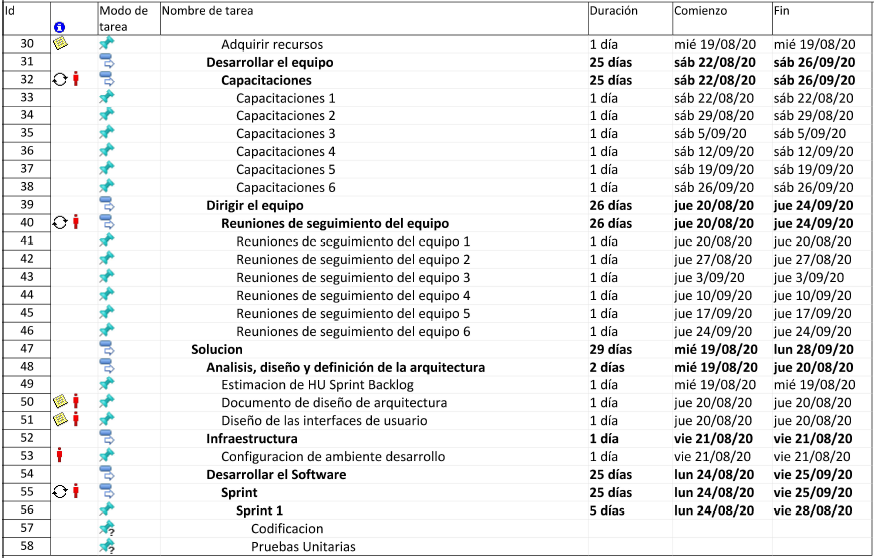 Id Modo de tarea Nombre de tarea Duración Comienzo Fin
30 Adquirir recursos 1 día mié 19/08/20 mié 19/08/20
31 Desarrollar el equipo 25 días sáb 22/08/20 sáb 26/09/20
32 Capacitaciones 25 días sáb 22/08/20 sáb 26/09/20
33 Capacitaciones 1 1 día sáb 22/08/20 sáb 22/08/20
34 Capacitaciones 2 1 día sáb 29/08/20 sáb 29/08/20
35 Capacitaciones 3 1 día sáb 5/09/20 sáb 5/09/20
36 Capacitaciones 4 1 día sáb 12/09/20 sáb 12/09/20
37 Capacitaciones 5 1 día sáb 19/09/20 sáb 19/09/20
38 Capacitaciones 6 1 día sáb 26/09/20 sáb 26/09/20
39 Dirigir el equipo 26 días jue 20/08/20 jue 24/09/20
40 Reuniones de seguimiento del equipo 26 días jue 20/08/20 jue 24/09/20
41 Reuniones de seguimiento del equipo 1 1 día jue 20/08/20 jue 20/08/20
42 Reuniones de seguimiento del equipo 2 1 día jue 27/08/20 jue 27/08/20
43 Reuniones de seguimiento del equipo 3 1 día jue 3/09/20 jue 3/09/20
44 Reuniones de seguimiento del equipo 4 1 día jue 10/09/20 jue 10/09/20
45 Reuniones de seguimiento del equipo 5 1 día jue 17/09/20 jue 17/09/20
46 Reuniones de seguimiento del equipo 6 1 día jue 24/09/20 jue 24/09/20
47 Solucion 29 días mié 19/08/20 lun 28/09/20
48 Analisis, diseño y definición de la arquitectura 2 días mié 19/08/20 jue 20/08/20
49 Estimacion de HU Sprint Backlog 1 día mié 19/08/20 mié 19/08/20
50 Documento de diseño de arquitectura 1 día jue 20/08/20 jue 20/08/20
51 Diseño de las interfaces de usuario 1 día jue 20/08/20 jue 20/08/20
52 Infraestructura 1 día vie 21/08/20 vie 21/08/20
53 Configuracion de ambiente desarrollo 1 día vie 21/08/20 vie 21/08/20
54 Desarrollar el Software 25 días lun 24/08/20 vie 25/09/20
55 Sprint 25 días lun 24/08/20 vie 25/09/20
56 Sprint 1 5 días lun 24/08/20 vie 28/08/20
57 Codificacion
58 Pruebas Unitarias